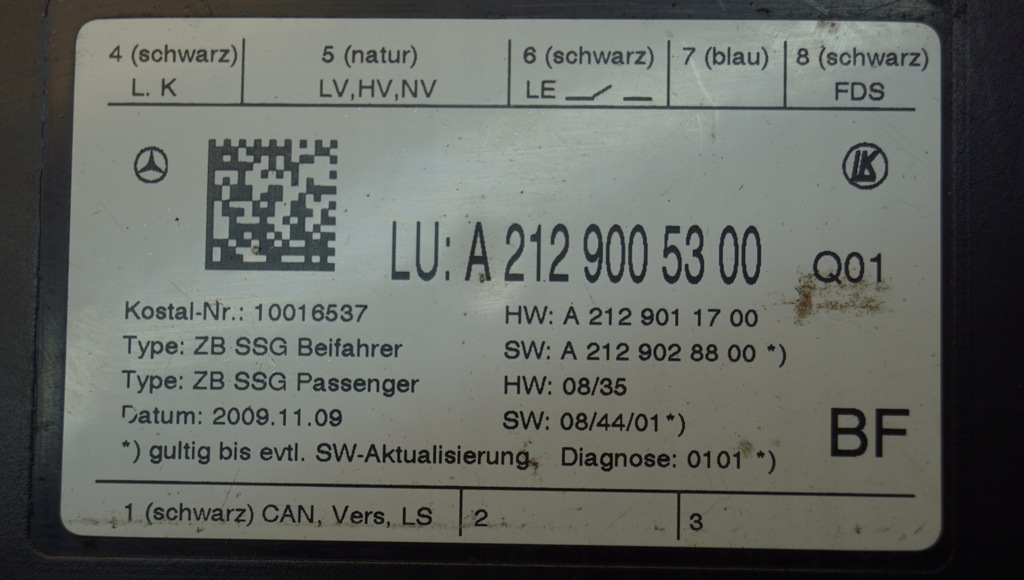 4 (schwarz) 5 (natur) 6 (schwarz) 7 (blau) 8 (schwarz)
L. K LV,HV,NV LE FDS
LU: A 212 900 53 00 Q01
Kostal-Nr.: 10016537 HW: A 212 901 17 00
Type: ZB SSG Beifahrer SW: A 212 902 88 00 *)
Type: ZB SSG Passenger HW: 08/35
Datum: 2009.11.09 SW: 08/44/01*)
BF
*) gultig bis evtl. SW-Aktualisierung, Diagnose: 0101 *)
1 (schwarz) CAN, Vers, LS 2 3